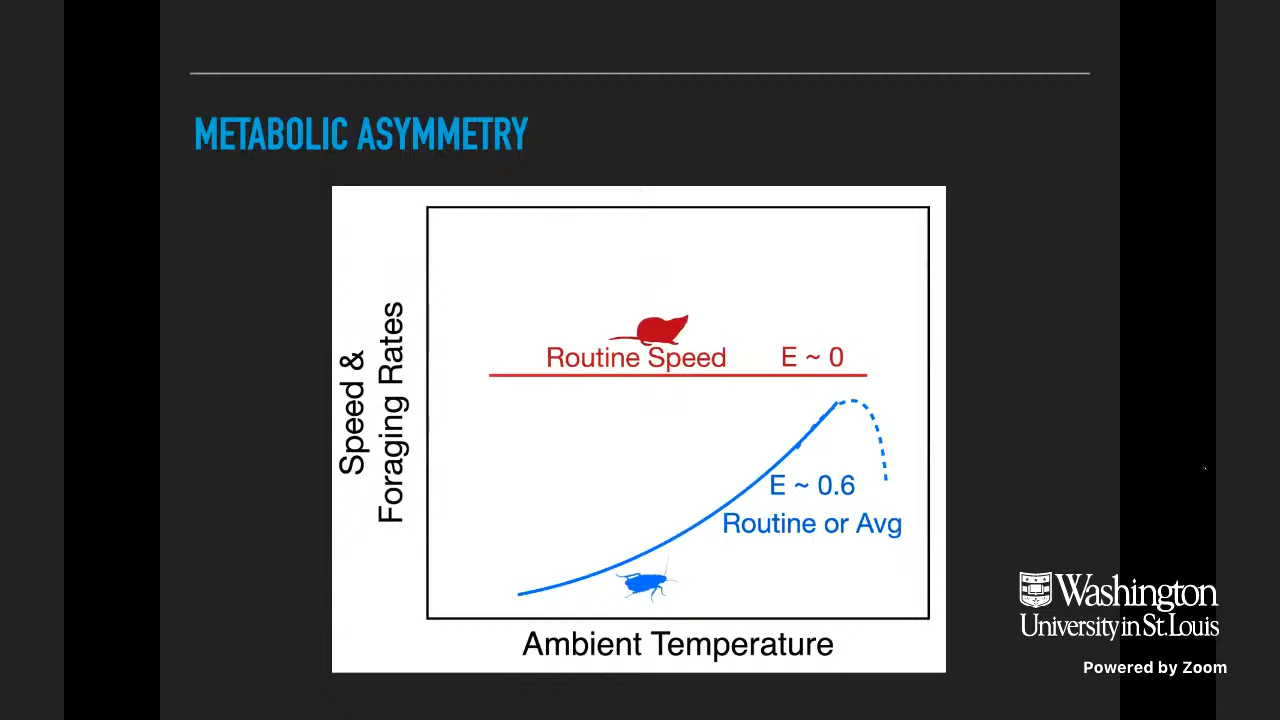 METABOLIC ASYMMETRY
Speed &
Foraging Rates
Routine Speed E ~ 0
E ~ 0.6
Routine or Avg
Ambient Temperature
Washington
University in St. Louis
Powered by Zoom